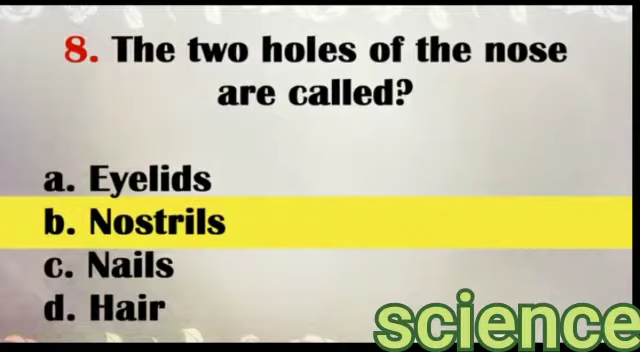 8. The two holes of the nose
are called?
a. Eyelids
b. Nostrils
c. Nails
d. Hair
science